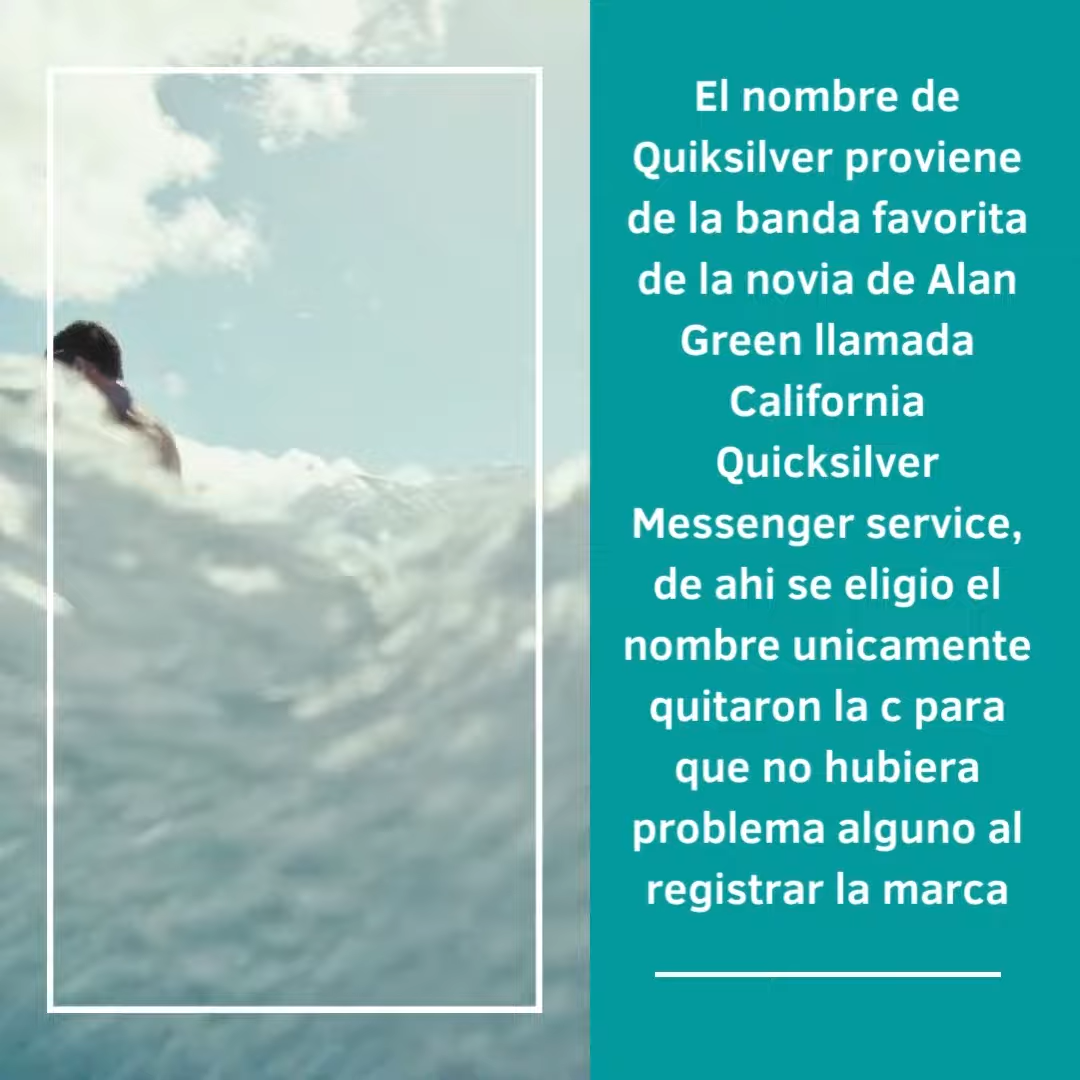 El nombre de
Quiksilver proviene
de la banda favorita
de la novia de Alan
Green llamada
California
Quicksilver
Messenger service,
de ahi se eligio el
nombre unicamente
quitaron la c para
que no hubiera
problema alguno al
registrar la marca